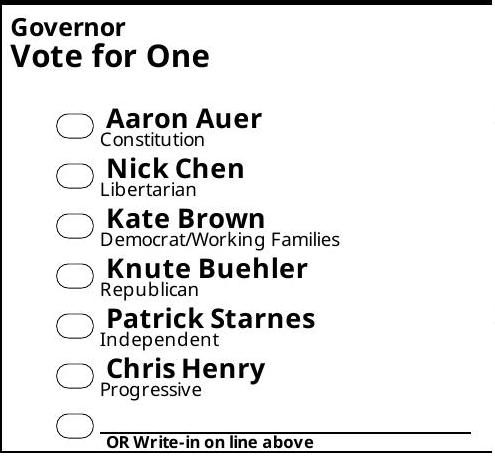 Governor
Vote for One
Aaron Auer
Constitution
Nick Chen
Libertarian
Kate Brown
Democrat/Working Families
Knute Buehler
Republican
Patrick Starnes
Independent
Chris Henry
Progressive
OR Write-in on line above